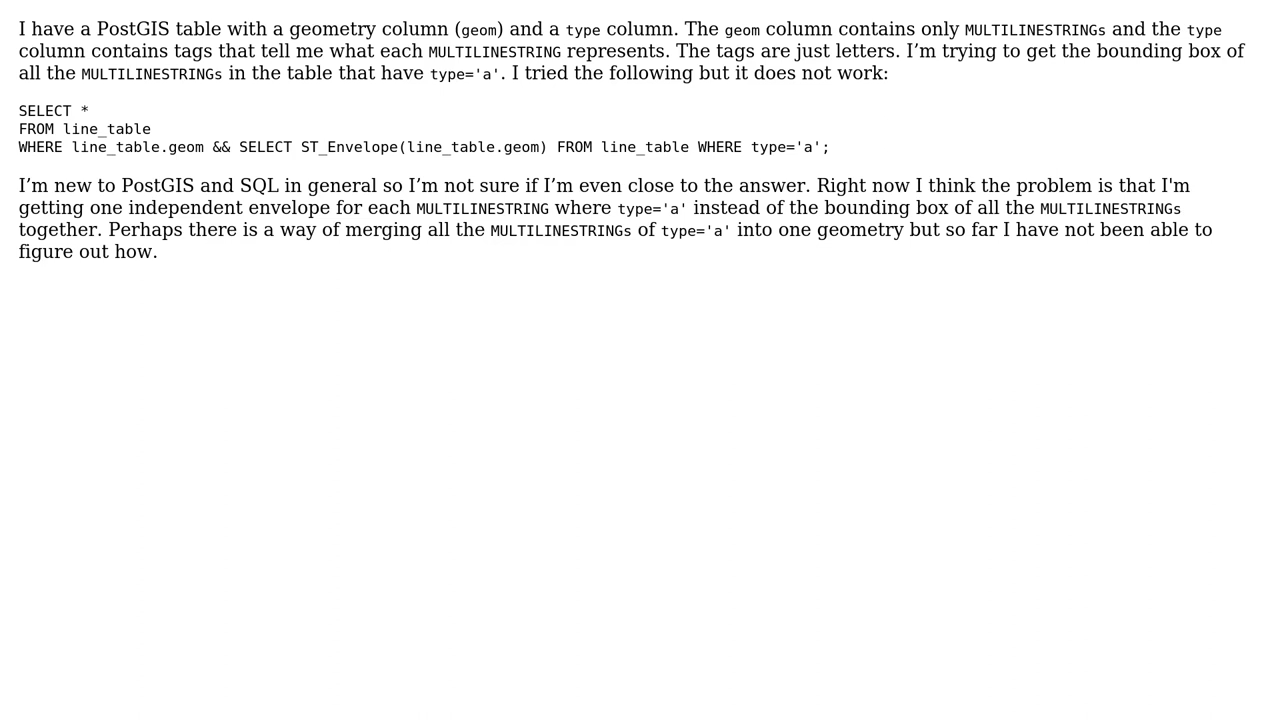 I have a PostGIS table with a geometry column (geom) and a type column. The geom column contains only MULTILINESTRINGs and the type
column contains tags that tell me what each MULTILINESTRING represents. The tags are just letters. I’m trying to get the bounding box of
all the MULTILINESTRINGs in the table that have type='a'. I tried the following but it does not work:
SELECT *
FROM line_table
WHERE line_table.geom && SELECT ST_Envelope(line_table.geom) FROM line_table WHERE type='a';
I’m new to PostGIS and SQL in general so I’m not sure if I’m even close to the answer. Right now I think the problem is that I'm
getting one independent envelope for each MULTILINESTRING where type='a' instead of the bounding box of all the MULTILINESTRINGs
together. Perhaps there is a way of merging all the MULTILINESTRINGs of type='a' into one geometry but so far I have not been able to
figure out how.